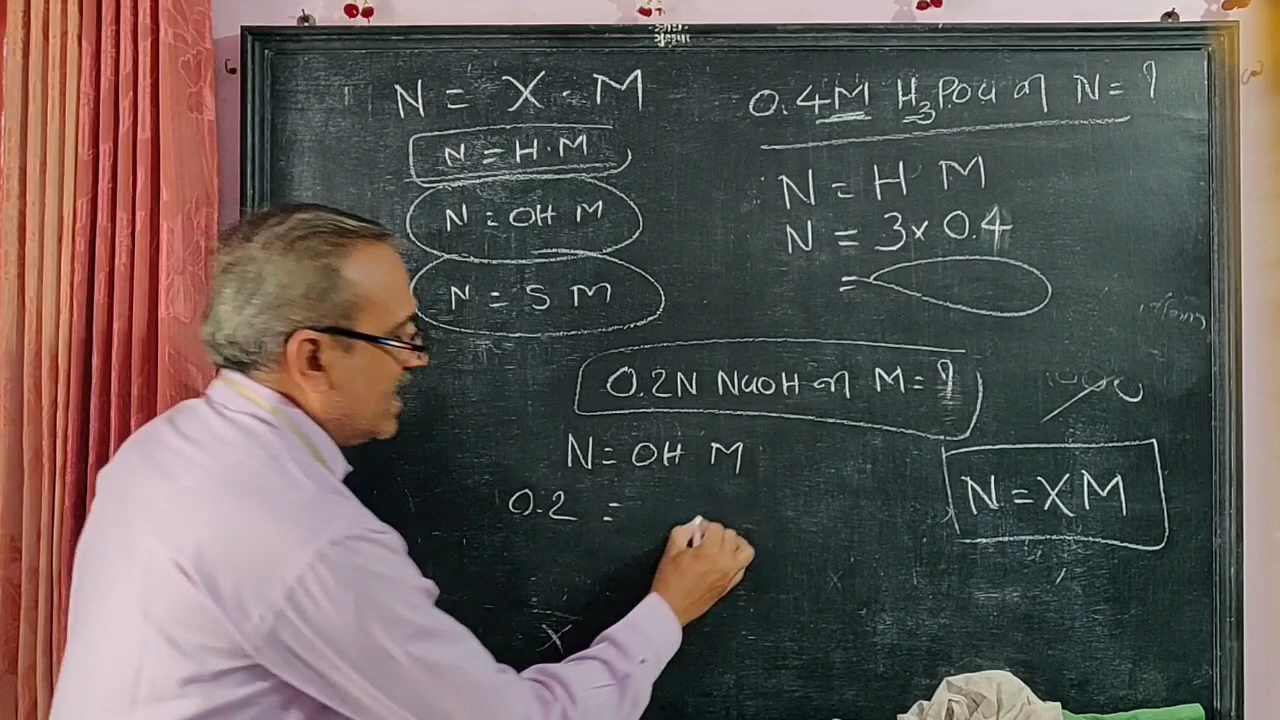 N = X · M
N = H · M
N = OH M
N = S M
0.4M H₃PO₄ ની N = ?
N = H M
N = 3 × 0.4
=
0.2N NaOH ની M = ?
N = OH M
0.2 =
N = X M
X